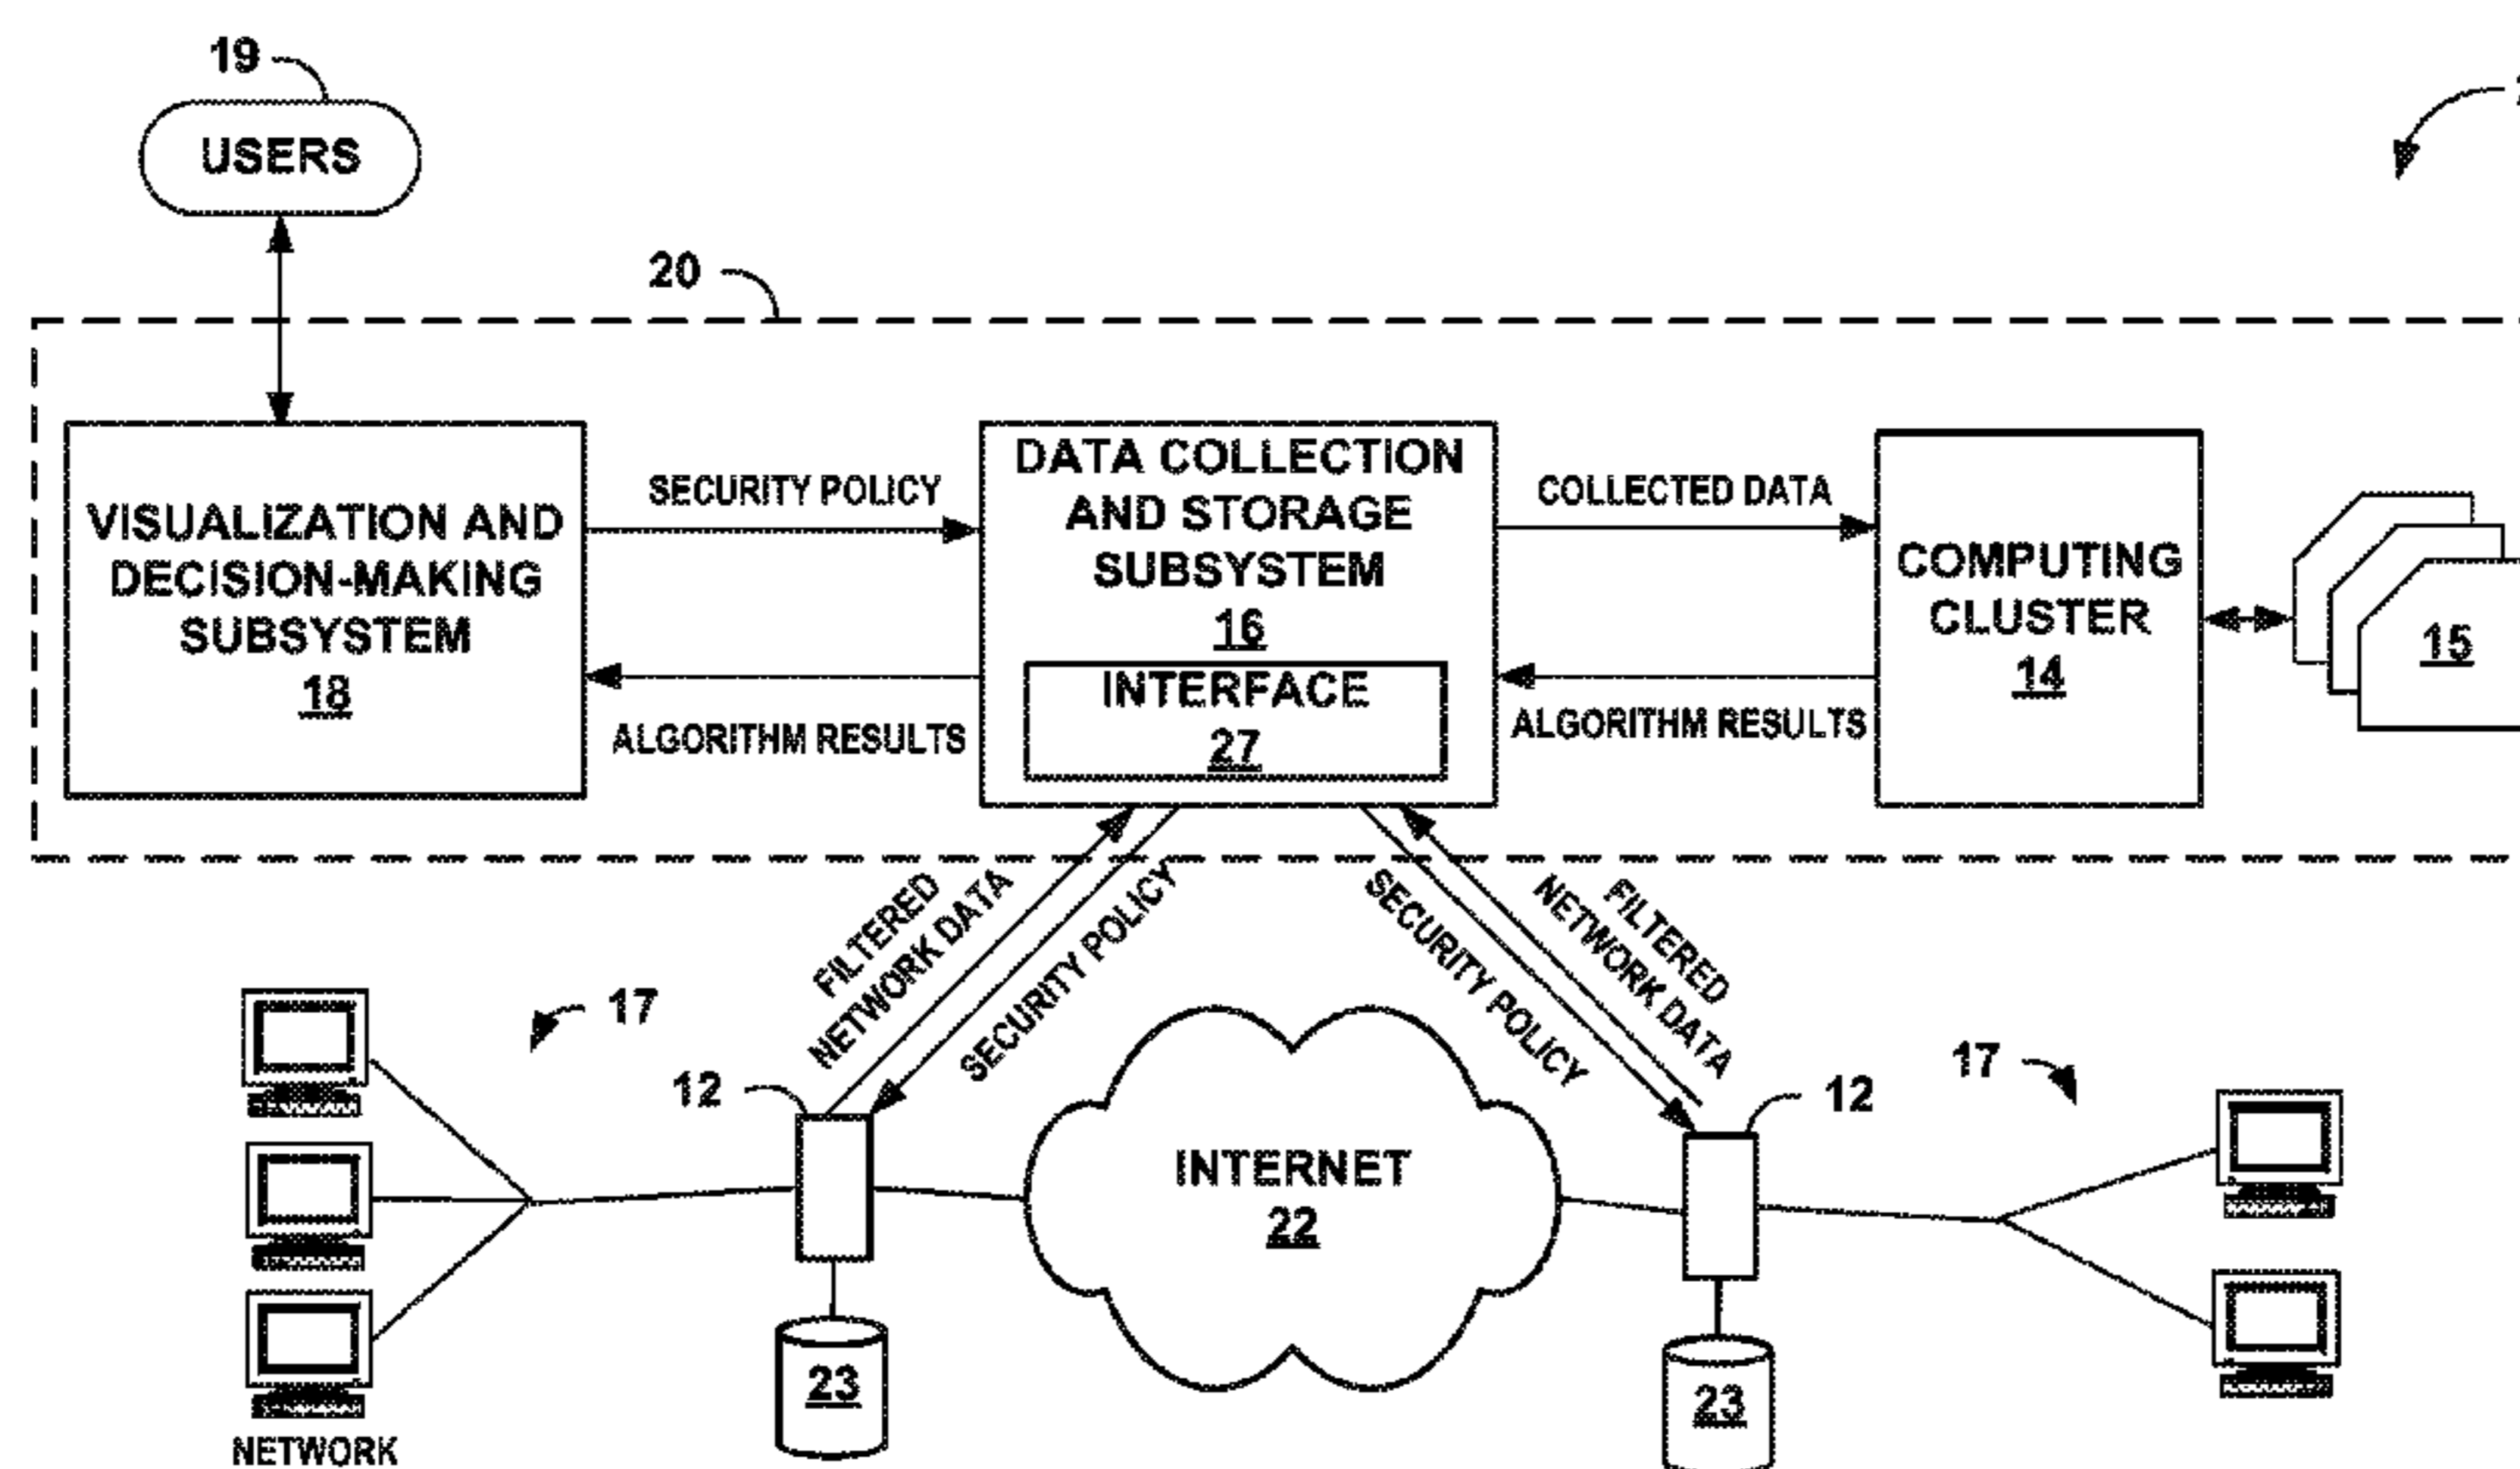 19
USERS
20
VISUALIZATION AND
DECISION-MAKING
SUBSYSTEM
18
SECURITY POLICY
ALGORITHM RESULTS
DATA COLLECTION
AND STORAGE
SUBSYSTEM
16
INTERFACE
27
COLLECTED DATA
ALGORITHM RESULTS
COMPUTING
CLUSTER
14
15
FILTERED
NETWORK DATA
SECURITY POLICY
SECURITY POLICY
FILTERED
NETWORK DATA
17
12
INTERNET
22
12
17
23
23
NETWORK